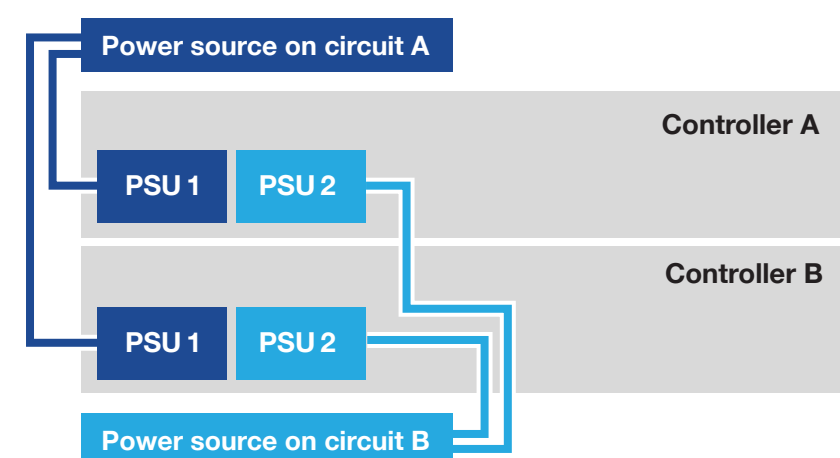 Power source on circuit A
Controller A
PSU 1
PSU 2
Controller B
PSU 1
PSU 2
Power source on circuit B